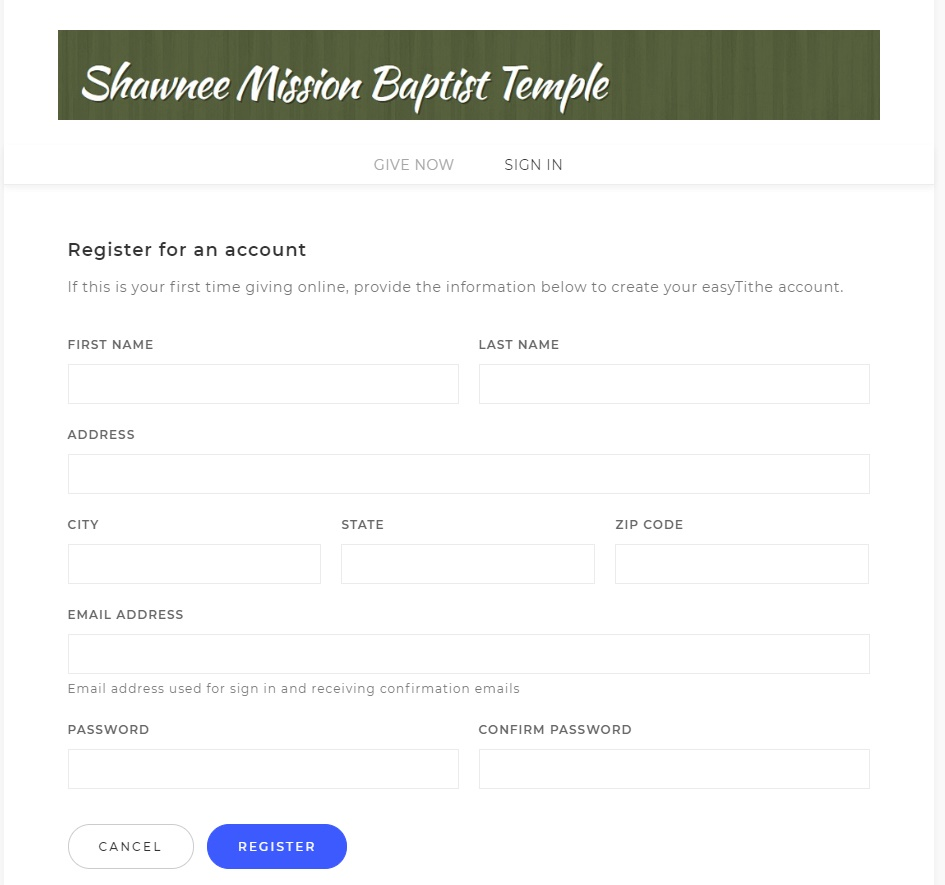 Shawnee Mission Baptist Temple
GIVE NOW SIGN IN
Register for an account
If this is your first time giving online, provide the information below to create your easyTithe account.
FIRST NAME LAST NAME
ADDRESS
CITY STATE ZIP CODE
EMAIL ADDRESS
Email address used for sign in and receiving confirmation emails
PASSWORD CONFIRM PASSWORD
CANCEL REGISTER